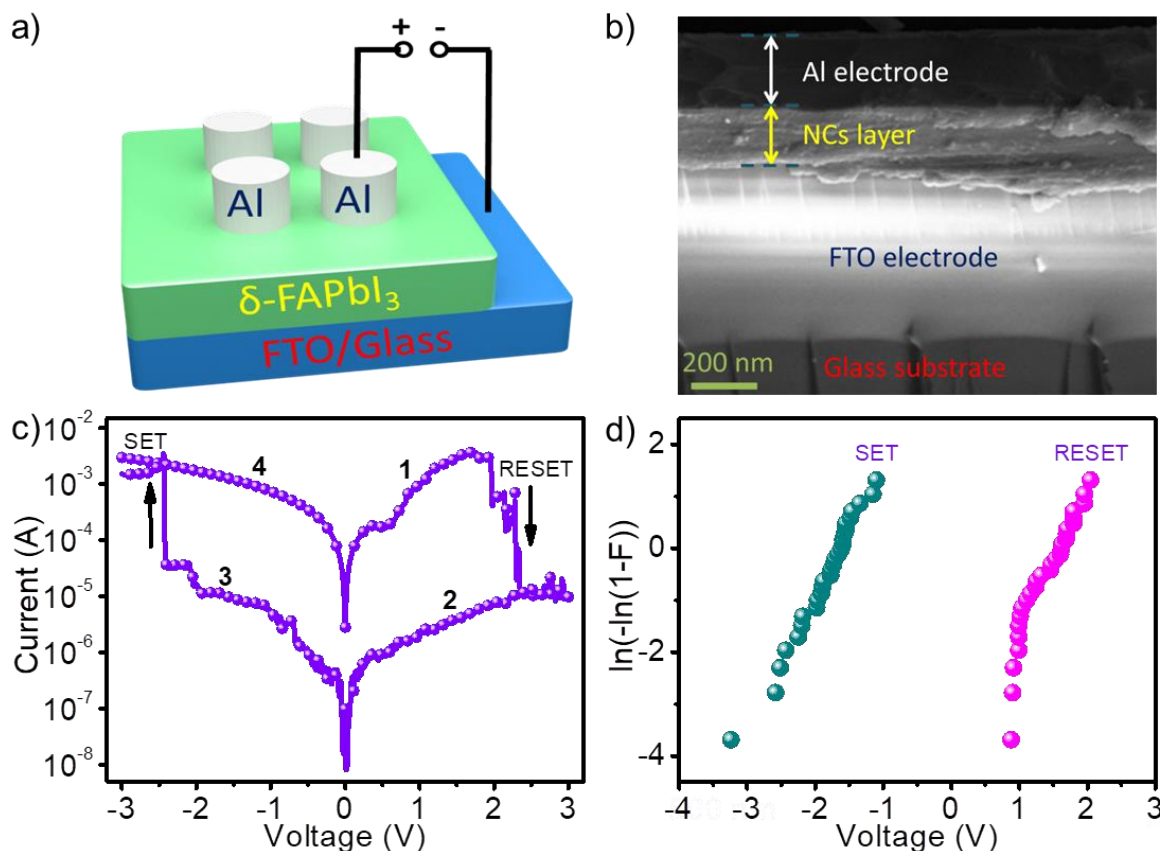 a)
+ -
Al Al
δ-FAPbI₃
FTO/Glass
b)
Al electrode
NCs layer
FTO electrode
200 nm
Glass substrate
c)
10⁻²
10⁻³
10⁻⁴
10⁻⁵
10⁻⁶
10⁻⁷
10⁻⁸
Current (A)
SET
4
1
RESET
3
2
-3 -2 -1 0 1 2 3
Voltage (V)
d)
2
0
-2
-4
ln(-ln(1-F))
SET
RESET
-4 -3 -2 -1 0 1 2 3
Voltage (V)